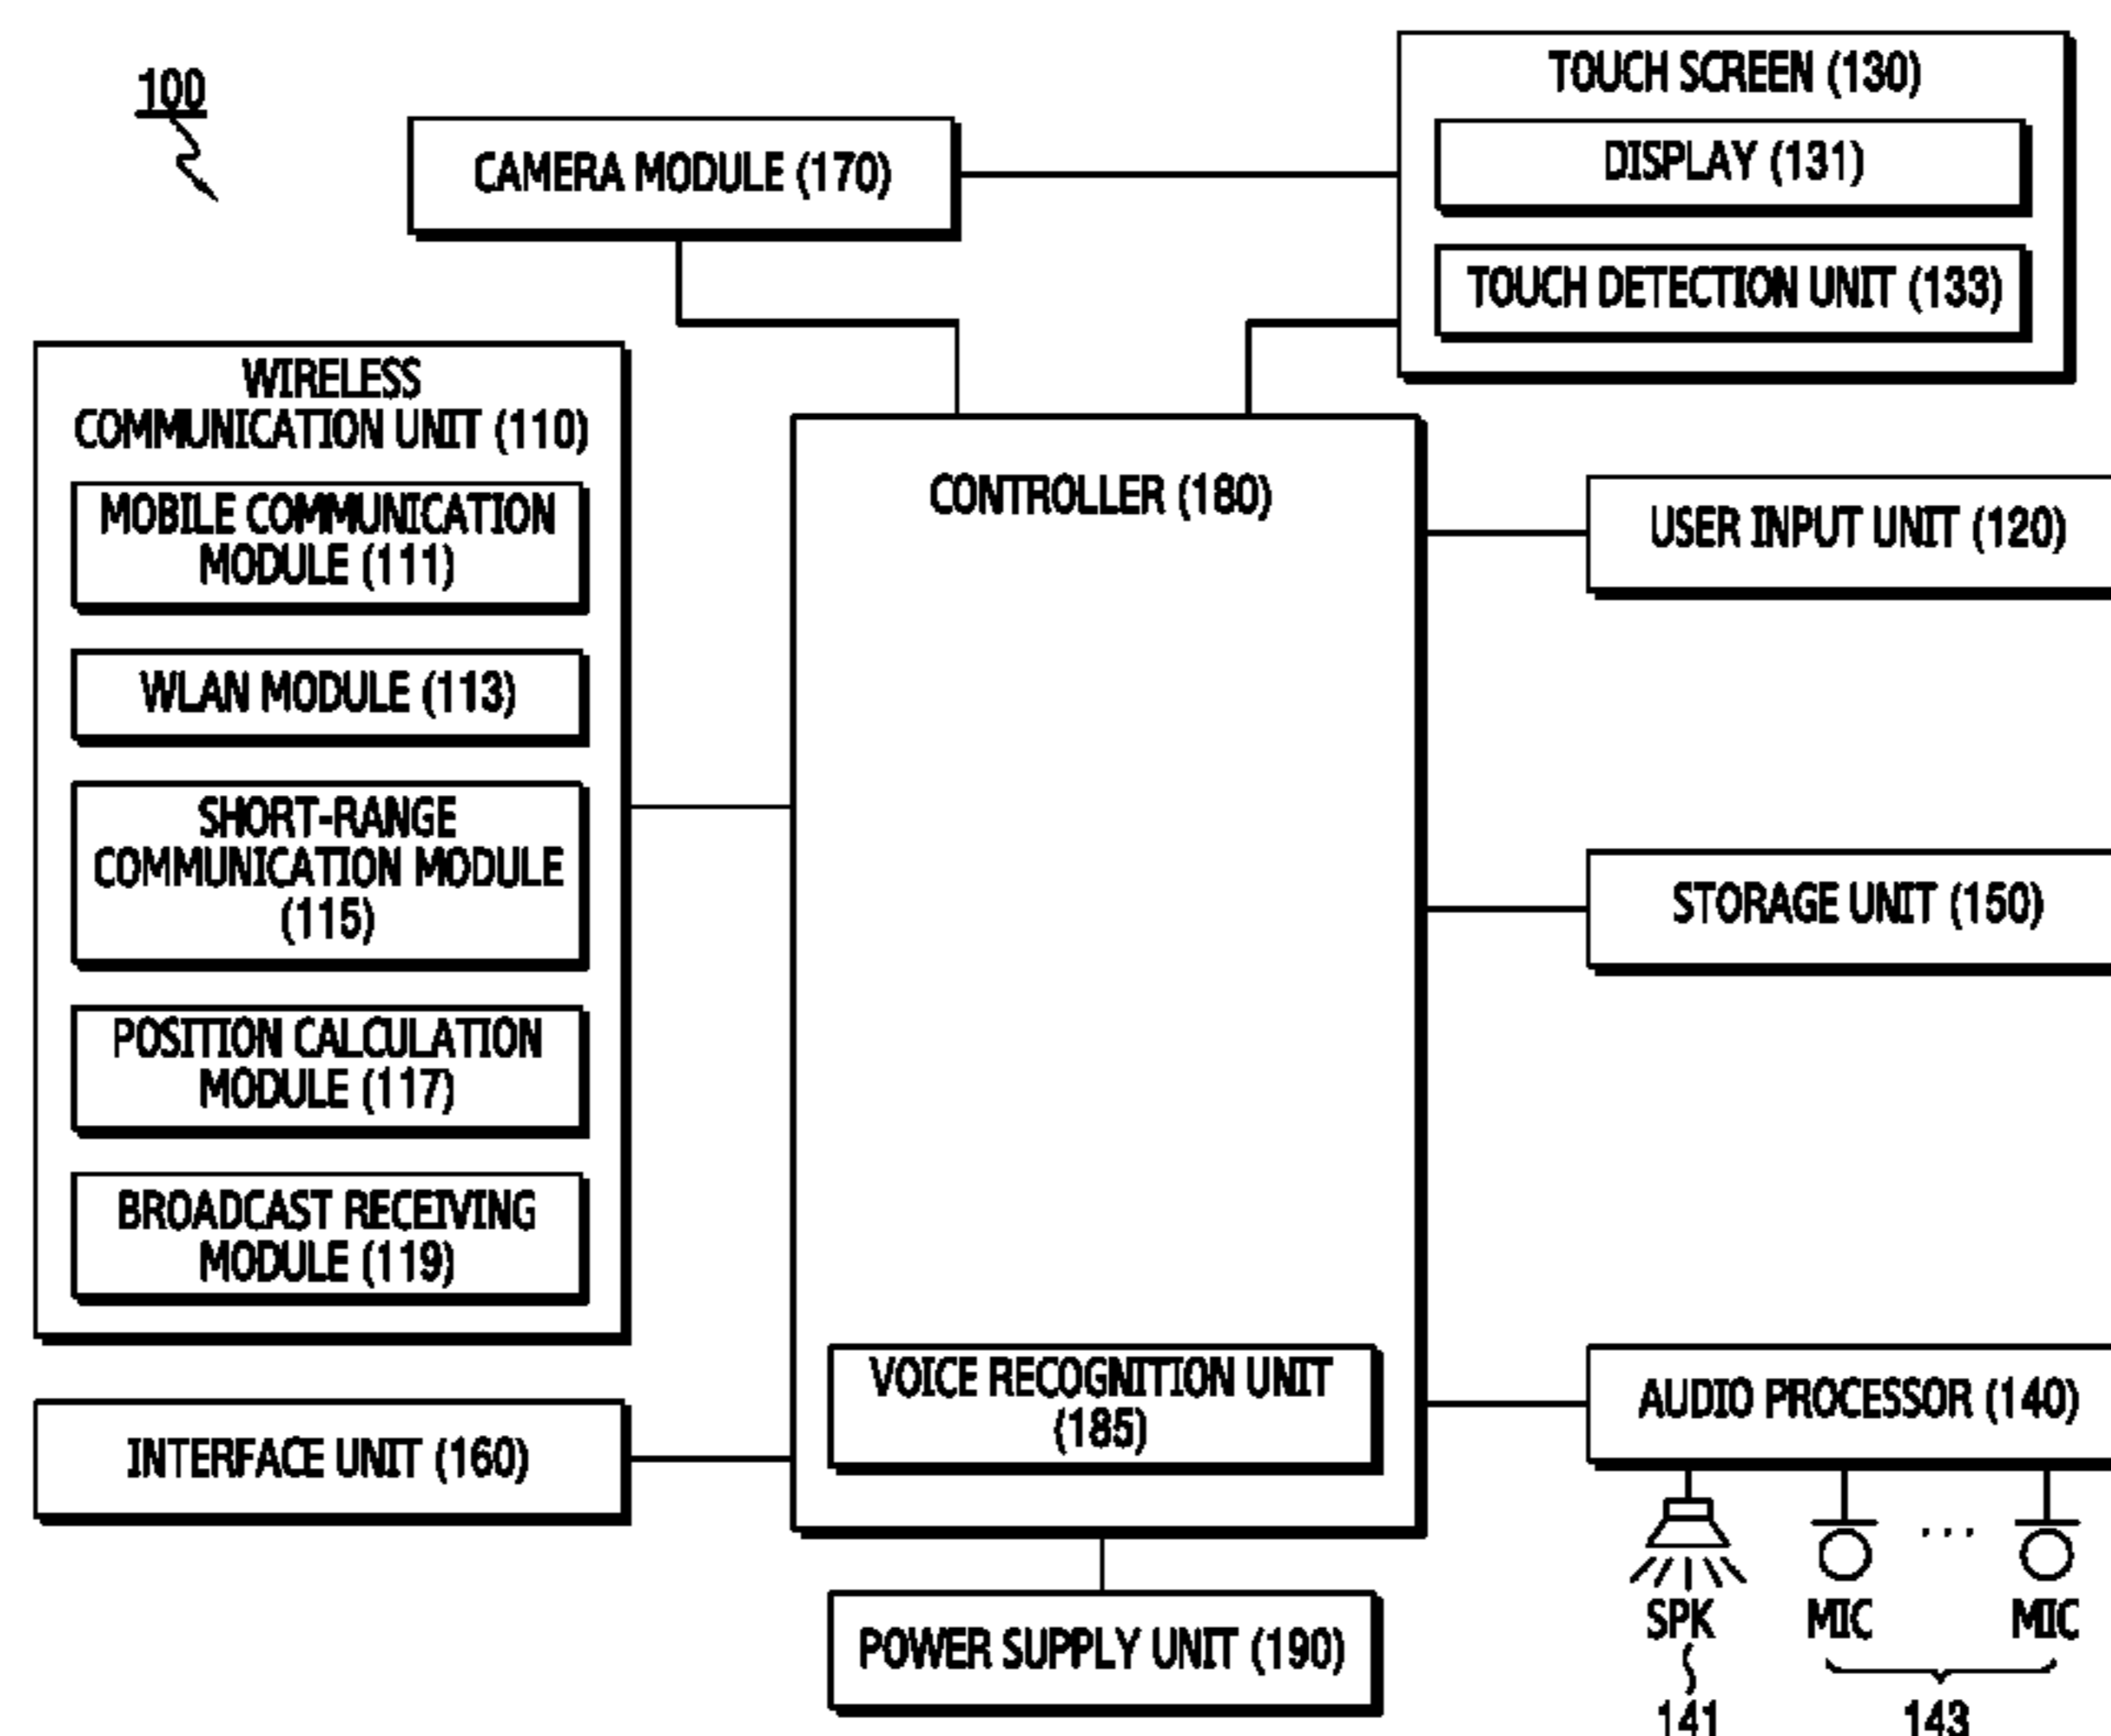 100
CAMERA MODULE (170)
TOUCH SCREEN (130)
DISPLAY (131)
TOUCH DETECTION UNIT (133)
WIRELESS
COMMUNICATION UNIT (110)
MOBILE COMMUNICATION
MODULE (111)
WLAN MODULE (113)
SHORT-RANGE
COMMUNICATION MODULE
(115)
POSITION CALCULATION
MODULE (117)
BROADCAST RECEIVING
MODULE (119)
INTERFACE UNIT (160)
CONTROLLER (180)
VOICE RECOGNITION UNIT
(185)
POWER SUPPLY UNIT (190)
USER INPUT UNIT (120)
STORAGE UNIT (150)
AUDIO PROCESSOR (140)
...
SPK MIC MIC
141 143